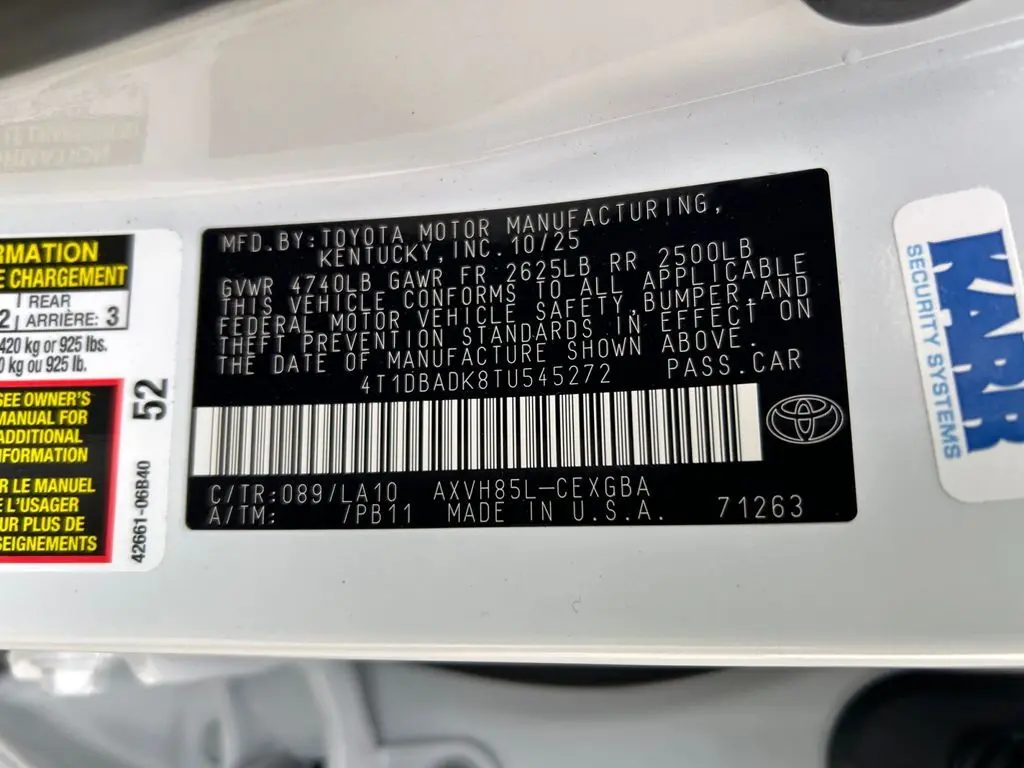 ORMATION
E CHARGEMENT
REAR
2 ARRIÈRE: 3
420 kg or 925 lbs.
0 kg ou 925 lb.
SEE OWNER'S
MANUAL FOR
ADDITIONAL
INFORMATION
R LE MANUEL
E L'USAGER
UR PLUS DE
SEIGNEMENTS
52
42661-06B40
MFD.BY:TOYOTA MOTOR MANUFACTURING,
KENTUCKY,INC. 10/25
GVWR 4740LB GAWR FR 2625LB RR 2500LB
THIS VEHICLE CONFORMS TO ALL APPLICABLE
FEDERAL MOTOR VEHICLE SAFETY,BUMPER,AND
THEFT PREVENTION STANDARDS IN EFFECT ON
THE DATE OF MANUFACTURE SHOWN ABOVE.
4T1DBADK8TU545272 PASS.CAR
C/TR:089/LA10 AXVH85L-CEXGBA
A/TM: /PB11 MADE IN U.S.A. 71263
KARR
SECURITY SYSTEMS